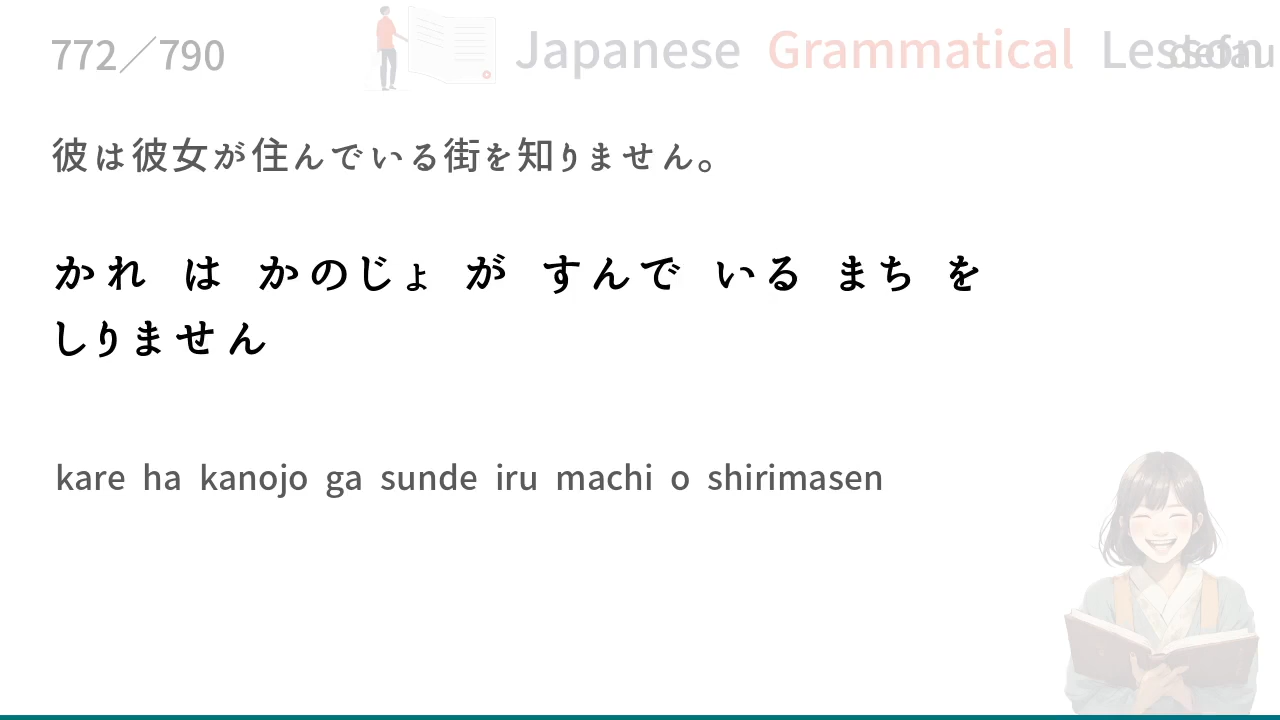 772／790
Japanese Grammatical Lesson
彼は彼女が住んでいる街を知りません。
かれ は かのじょ が すんで いる まち を
しりません
kare ha kanojo ga sunde iru machi o shirimasen